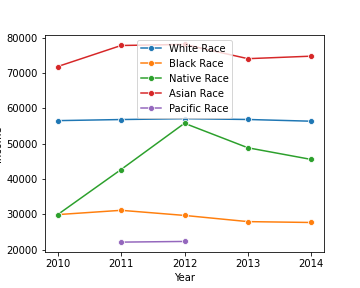 80000
70000
60000
50000
40000
30000
20000
White Race
Black Race
Native Race
Asian Race
Pacific Race
2010 2011 2012 2013 2014
Year